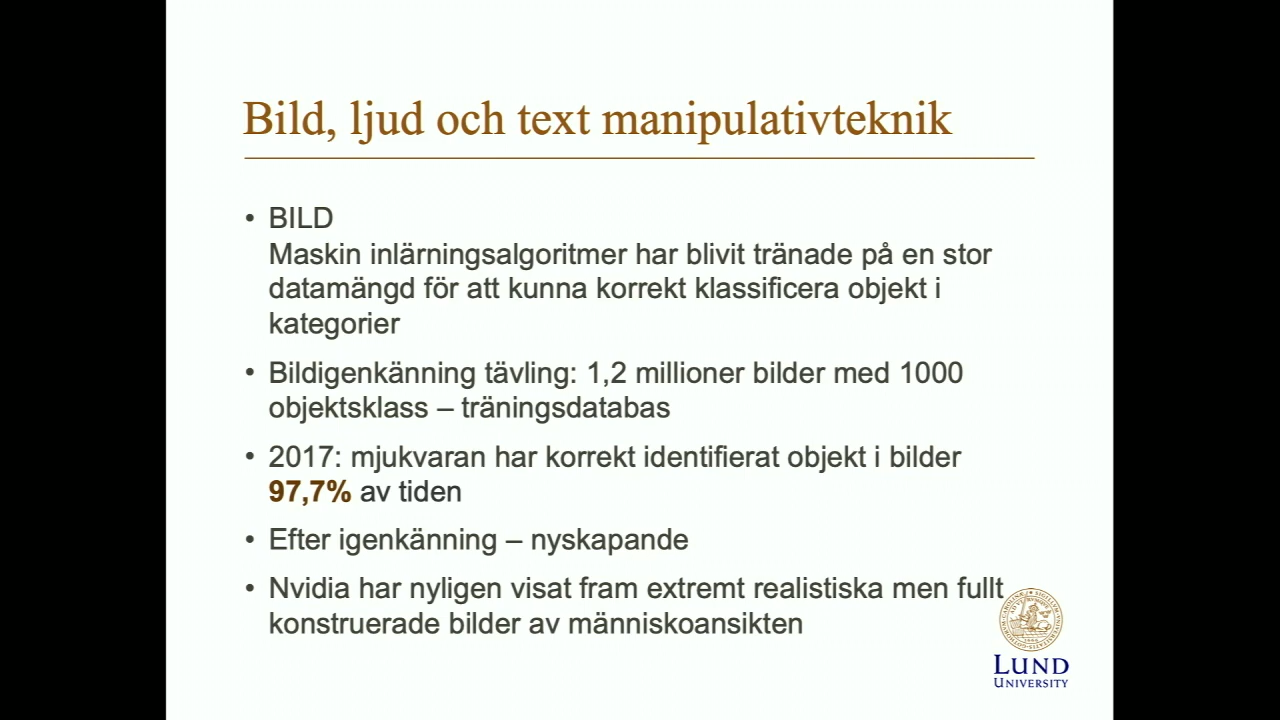 Bild, ljud och text manipulativteknik
• BILD
Maskin inlärningsalgoritmer har blivit tränade på en stor
datamängd för att kunna korrekt klassificera objekt i
kategorier
• Bildigenkänning tävling: 1,2 millioner bilder med 1000
objektsklass – träningsdatabas
• 2017: mjukvaran har korrekt identifierat objekt i bilder
97,7% av tiden
• Efter igenkänning – nyskapande
• Nvidia har nyligen visat fram extremt realistiska men fullt
konstruerade bilder av människoansikten
LUND
UNIVERSITY